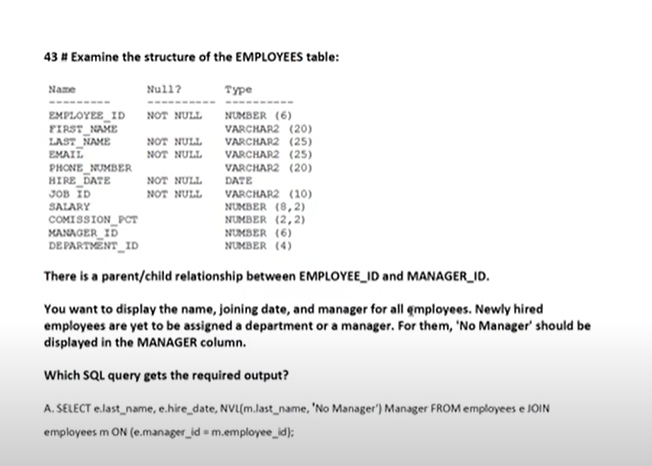 43 # Examine the structure of the EMPLOYEES table:
Name Null? Type
--------- ---------- ----------
EMPLOYEE_ID NOT NULL NUMBER (6)
FIRST_NAME VARCHAR2 (20)
LAST_NAME NOT NULL VARCHAR2 (25)
EMAIL NOT NULL VARCHAR2 (25)
PHONE_NUMBER VARCHAR2 (20)
HIRE_DATE NOT NULL DATE
JOB ID NOT NULL VARCHAR2 (10)
SALARY NUMBER (8,2)
COMISSION_PCT NUMBER (2,2)
MANAGER_ID NUMBER (6)
DEPARTMENT_ID NUMBER (4)
There is a parent/child relationship between EMPLOYEE_ID and MANAGER_ID.
You want to display the name, joining date, and manager for all employees. Newly hired
employees are yet to be assigned a department or a manager. For them, 'No Manager' should be
displayed in the MANAGER column.
Which SQL query gets the required output?
A. SELECT e.last_name, e.hire_date, NVL(m.last_name, 'No Manager') Manager FROM employees e JOIN
employees m ON (e.manager_id = m.employee_id);